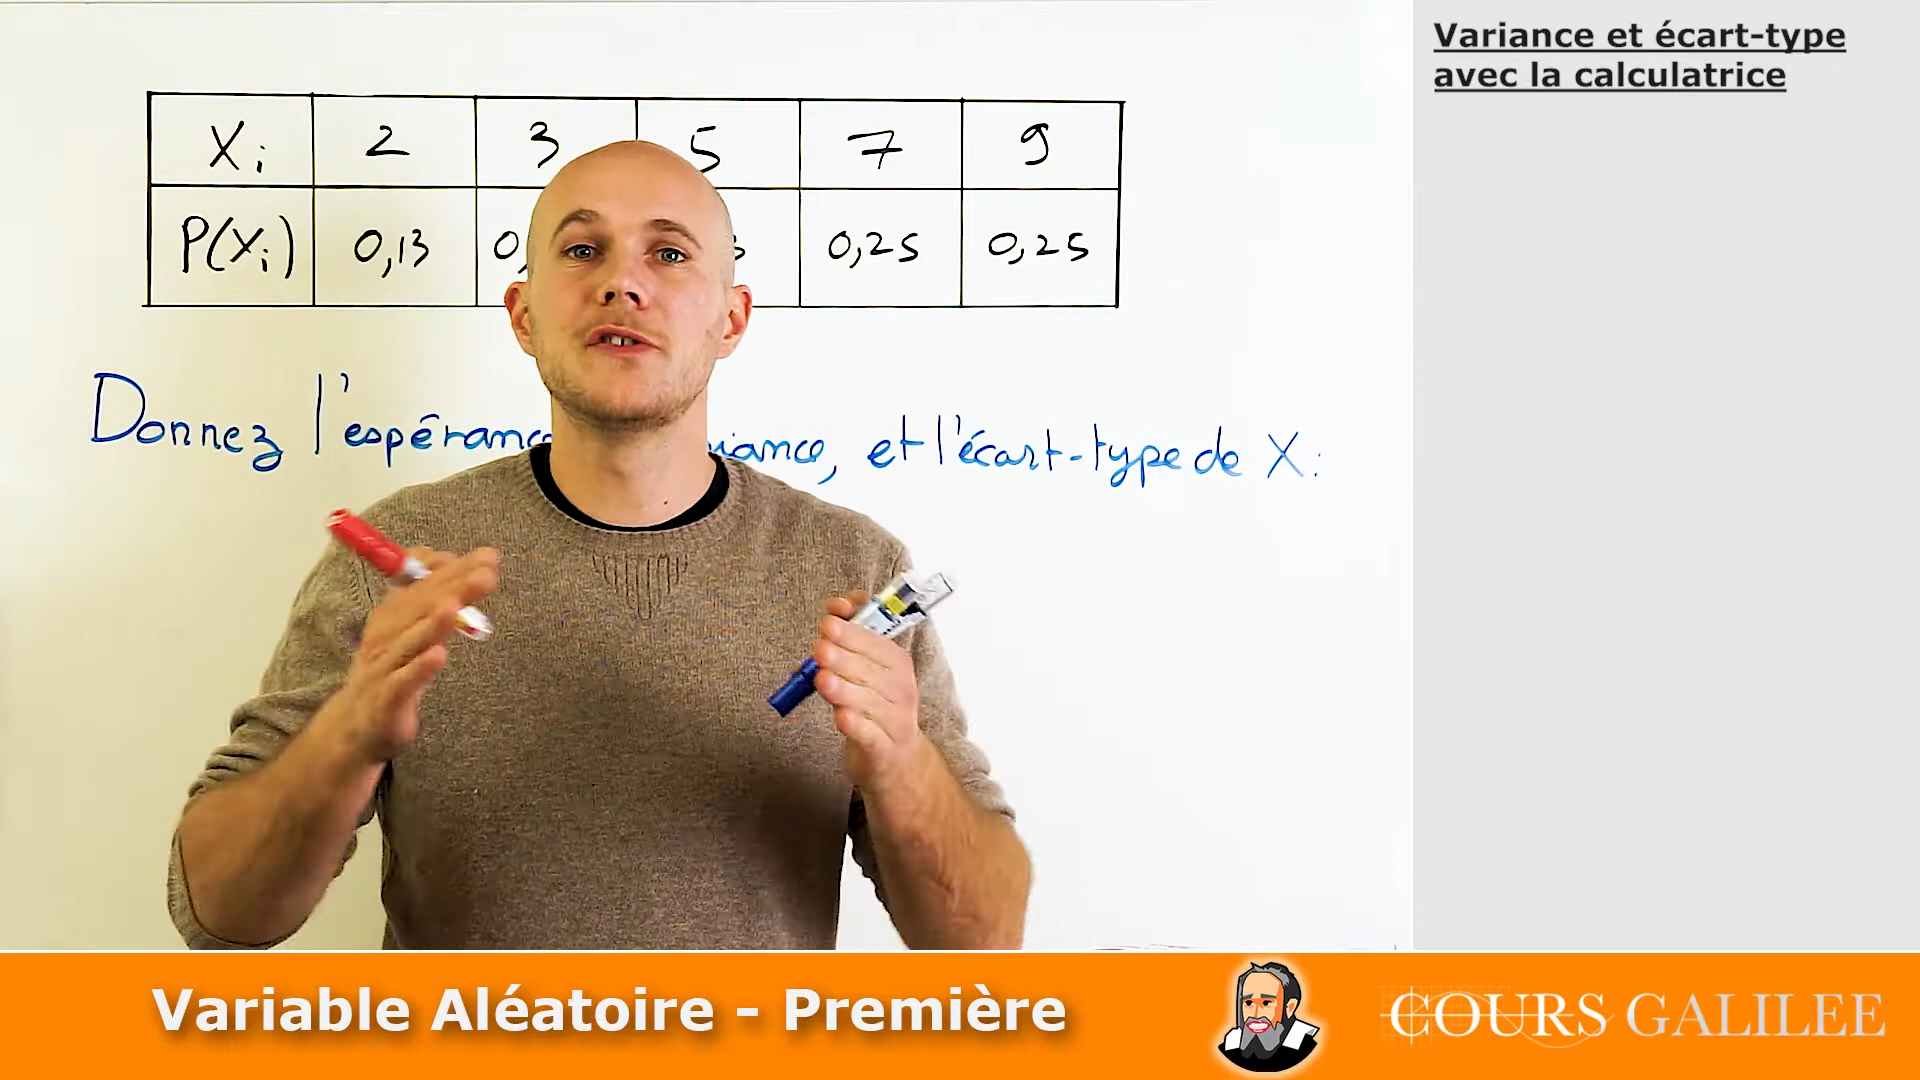 Variance et écart-type
avec la calculatrice
Xi 2 3 5 7 9
P(Xi) 0,13 0,25 0,25
Donnez l'espérance et l'écart-type de X.
Variable Aléatoire - Première
COURS GALILEE